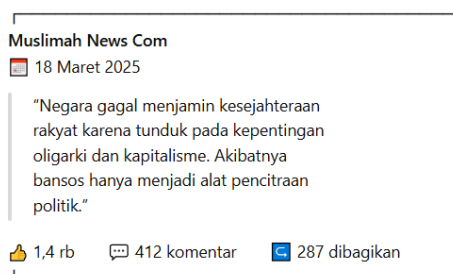 Muslimah News Com
18 Maret 2025
“Negara gagal menjamin kesejahteraan
rakyat karena tunduk pada kepentingan
oligarki dan kapitalisme. Akibatnya
bansos hanya menjadi alat pencitraan
politik.”
1,4 rb 412 komentar 287 dibagikan